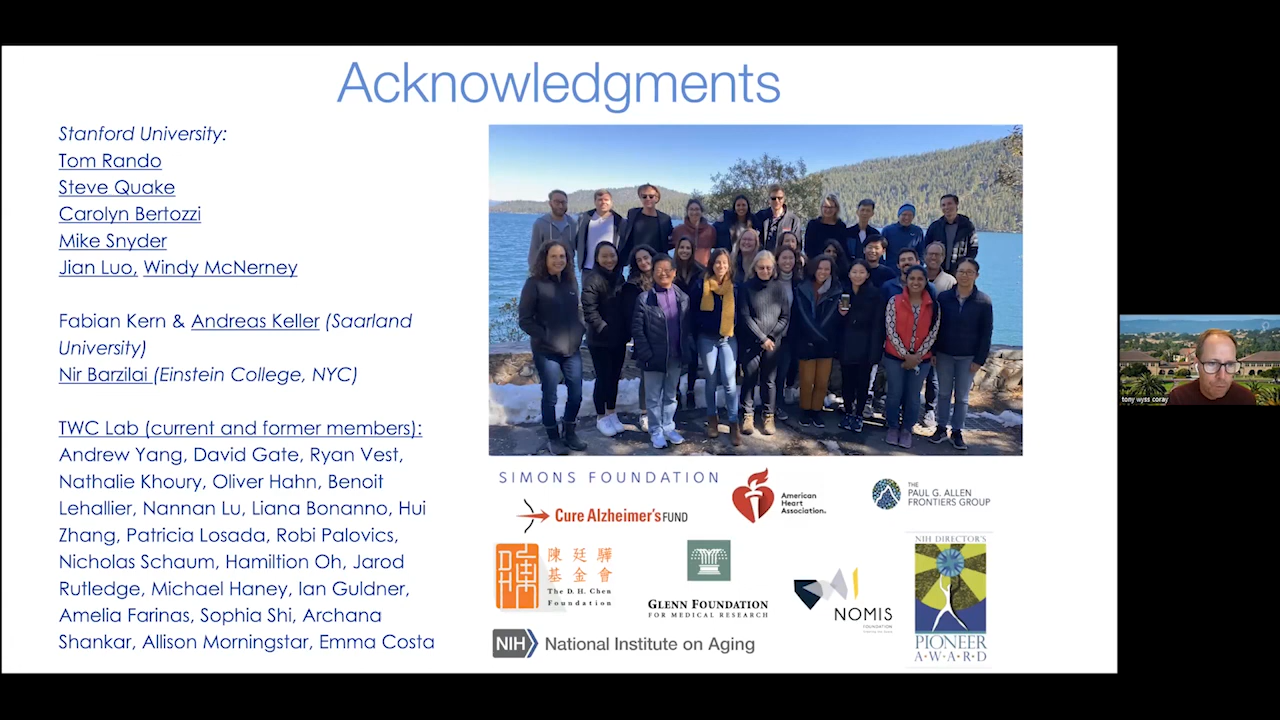 Acknowledgments
Stanford University:
Tom Rando
Steve Quake
Carolyn Bertozzi
Mike Snyder
Jian Luo, Windy McNerney
Fabian Kern & Andreas Keller (Saarland
University)
Nir Barzilai (Einstein College, NYC)
TWC Lab (current and former members):
Andrew Yang, David Gate, Ryan Vest,
Nathalie Khoury, Oliver Hahn, Benoit
Lehallier, Nannan Lu, Liana Bonanno, Hui
Zhang, Patricia Losada, Robi Palovics,
Nicholas Schaum, Hamiltion Oh, Jarod
Rutledge, Michael Haney, Ian Guldner,
Amelia Farinas, Sophia Shi, Archana
Shankar, Allison Morningstar, Emma Costa
SIMONS FOUNDATION
American
Heart
Association.
THE
PAUL G. ALLEN
FRONTIERS GROUP
Cure Alzheimer's FUND
陳廷驊
基金會
The D. H. Chen
Foundation
GLENN FOUNDATION
FOR MEDICAL RESEARCH
NOMIS
FOUNDATION
NIH DIRECTOR'S
PIONEER
A·W·A·R·D
NIH National Institute on Aging
tony wyss coray